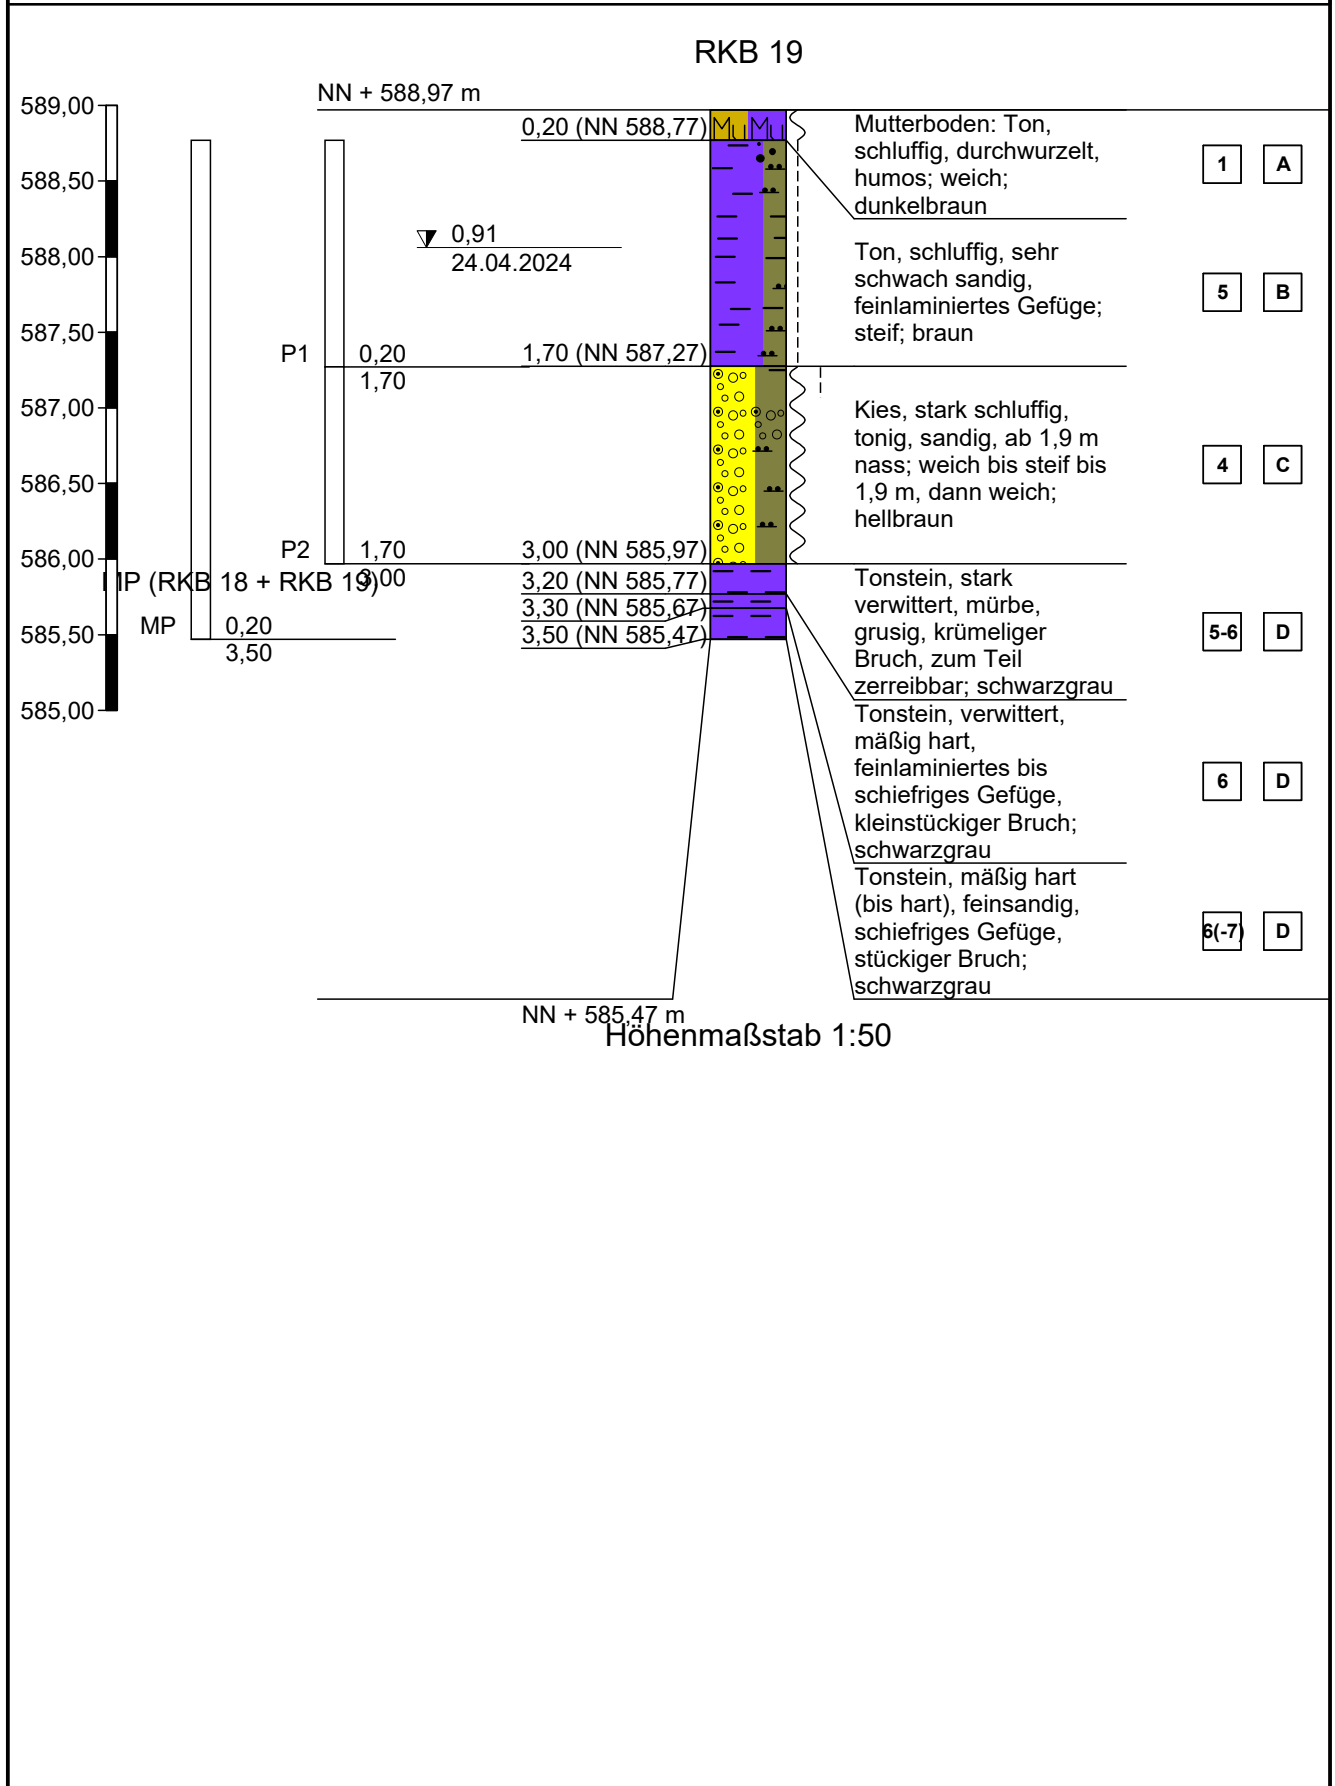 RKB 19
NN + 588,97 m
589,00
588,50
588,00
587,50
587,00
586,50
586,00
585,50
585,00
0,20 (NN 588,77)
Mu Mu
Mutterboden: Ton,
schluffig, durchwurzelt,
humos; weich;
dunkelbraun
1 A
0,91
24.04.2024
Ton, schluffig, sehr
schwach sandig,
feinlaminiertes Gefüge;
steif; braun
5 B
P1 0,20
1,70
1,70 (NN 587,27)
Kies, stark schluffig,
tonig, sandig, ab 1,9 m
nass; weich bis steif bis
1,9 m, dann weich;
hellbraun
4 C
P2 1,70
3,00
3,00 (NN 585,97)
MP (RKB 18 + RKB 19)
MP 0,20
3,50
3,20 (NN 585,77)
3,30 (NN 585,67)
3,50 (NN 585,47)
Tonstein, stark
verwittert, mürbe,
grusig, krümeliger
Bruch, zum Teil
zerreibbar; schwarzgrau
5-6 D
Tonstein, verwittert,
mäßig hart,
feinlaminiertes bis
schiefriges Gefüge,
kleinstückiger Bruch;
schwarzgrau
6 D
Tonstein, mäßig hart
(bis hart), feinsandig,
schiefriges Gefüge,
stückiger Bruch;
schwarzgrau
6(-7) D
NN + 585,47 m
Höhenmaßstab 1:50